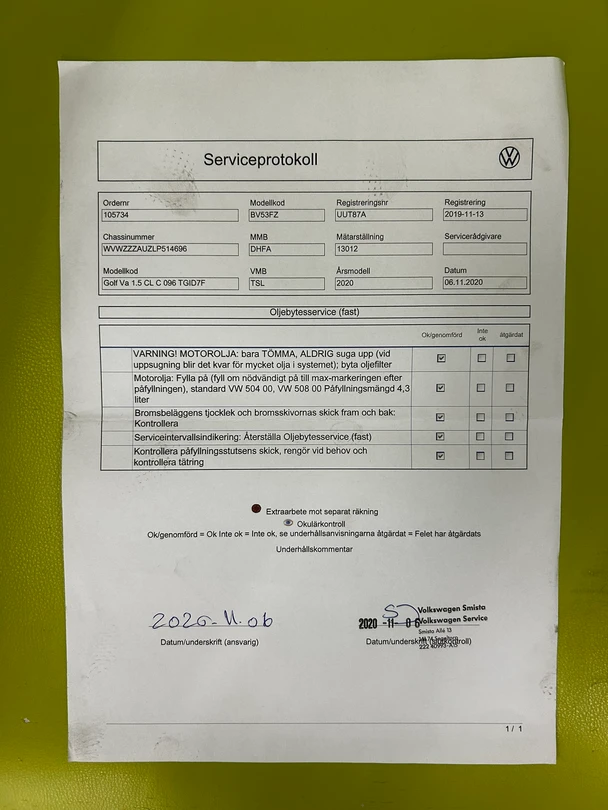 Serviceprotokoll
Ordernr Modellkod Registreringsnr Registrering
105734 BV53FZ UUT87A 2019-11-13
Chassinummer MMB Mätarställning Servicerådgivare
WVWZZZAUZLP514696 DHFA 13012
Modellkod VMB Årsmodell Datum
Golf Va 1.5 CL C 096 TGID7F TSL 2020 06.11.2020
Oljebytesservice (fast)
Ok/genomförd Inte ok åtgärdat
VARNING! MOTOROLJA: bara TÖMMA, ALDRIG suga upp (vid
uppsugning blir det kvar för mycket olja i systemet); byta oljefilter
Motorolja: Fylla på (fyll om nödvändigt på till max-markeringen efter
påfyllningen), standard VW 504 00, VW 508 00 Påfyllningsmängd 4,3
liter
Bromsbeläggens tjocklek och bromsskivornas skick fram och bak:
Kontrollera
Serviceintervallsindikering: Återställa Oljebytesservice (fast)
Kontrollera påfyllningsstutsens skick, rengör vid behov och
kontrollera tätring
Extraarbete mot separat räkning
Okulärkontroll
Ok/genomförd = Ok Inte ok = Inte ok, se underhållsanvisningarna åtgärdat = Felet har åtgärdats
Underhållskommentar
2020-11.06
Volkswagen Smista
2020 -11- 06 Volkswagen Service
Smista Allé 13
Datum/underskrift (ansvarig) Datum/underskrift (slutkontroll)
1 / 1